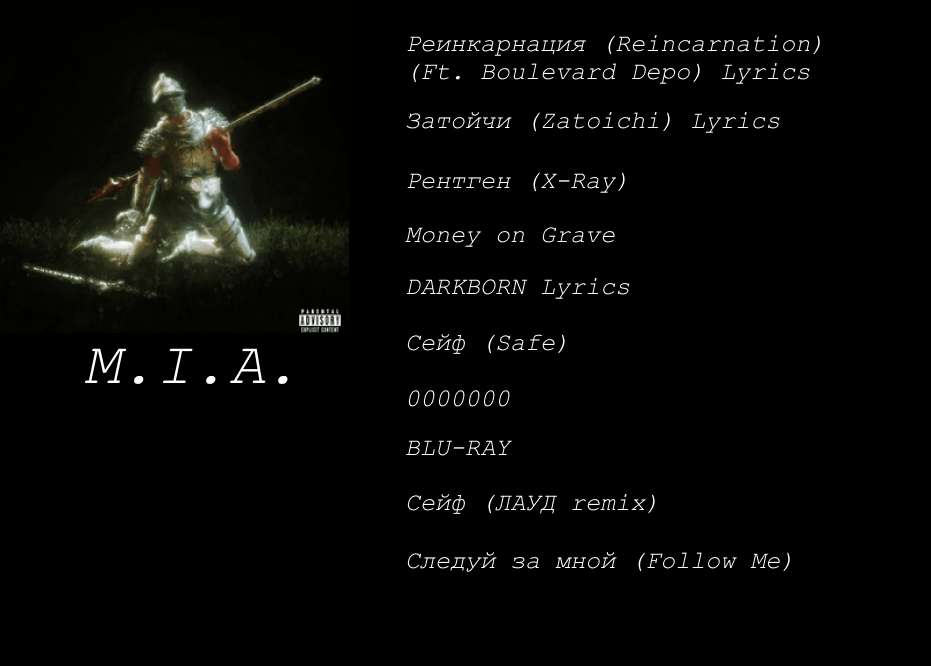 PARENTAL
ADVISORY
EXPLICIT CONTENT
M.I.A.
Реинкарнация (Reincarnation)
(Ft. Boulevard Depo) Lyrics
Затойчи (Zatoichi) Lyrics
Рентген (X-Ray)
Money on Grave
DARKBORN Lyrics
Сейф (Safe)
0000000
BLU-RAY
Сейф (ЛАУД remix)
Следуй за мной (Follow Me)